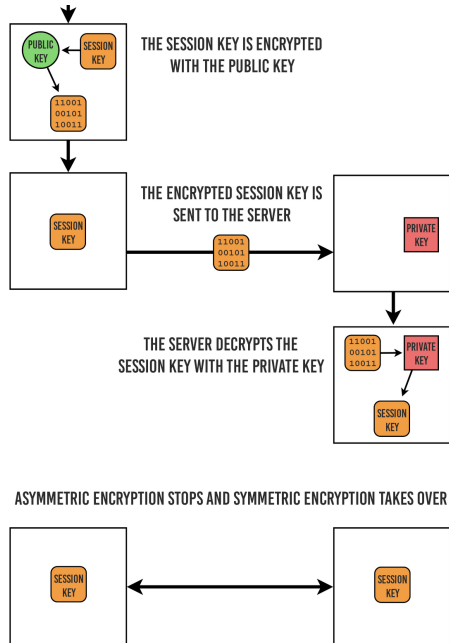 PUBLIC
KEY
SESSION
KEY
THE SESSION KEY IS ENCRYPTED
WITH THE PUBLIC KEY
11001
00101
10011
SESSION
KEY
THE ENCRYPTED SESSION KEY IS
SENT TO THE SERVER
11001
00101
10011
PRIVATE
KEY
THE SERVER DECRYPTS THE
SESSION KEY WITH THE PRIVATE KEY
11001
00101
10011
PRIVATE
KEY
SESSION
KEY
ASYMMETRIC ENCRYPTION STOPS AND SYMMETRIC ENCRYPTION TAKES OVER
SESSION
KEY
SESSION
KEY